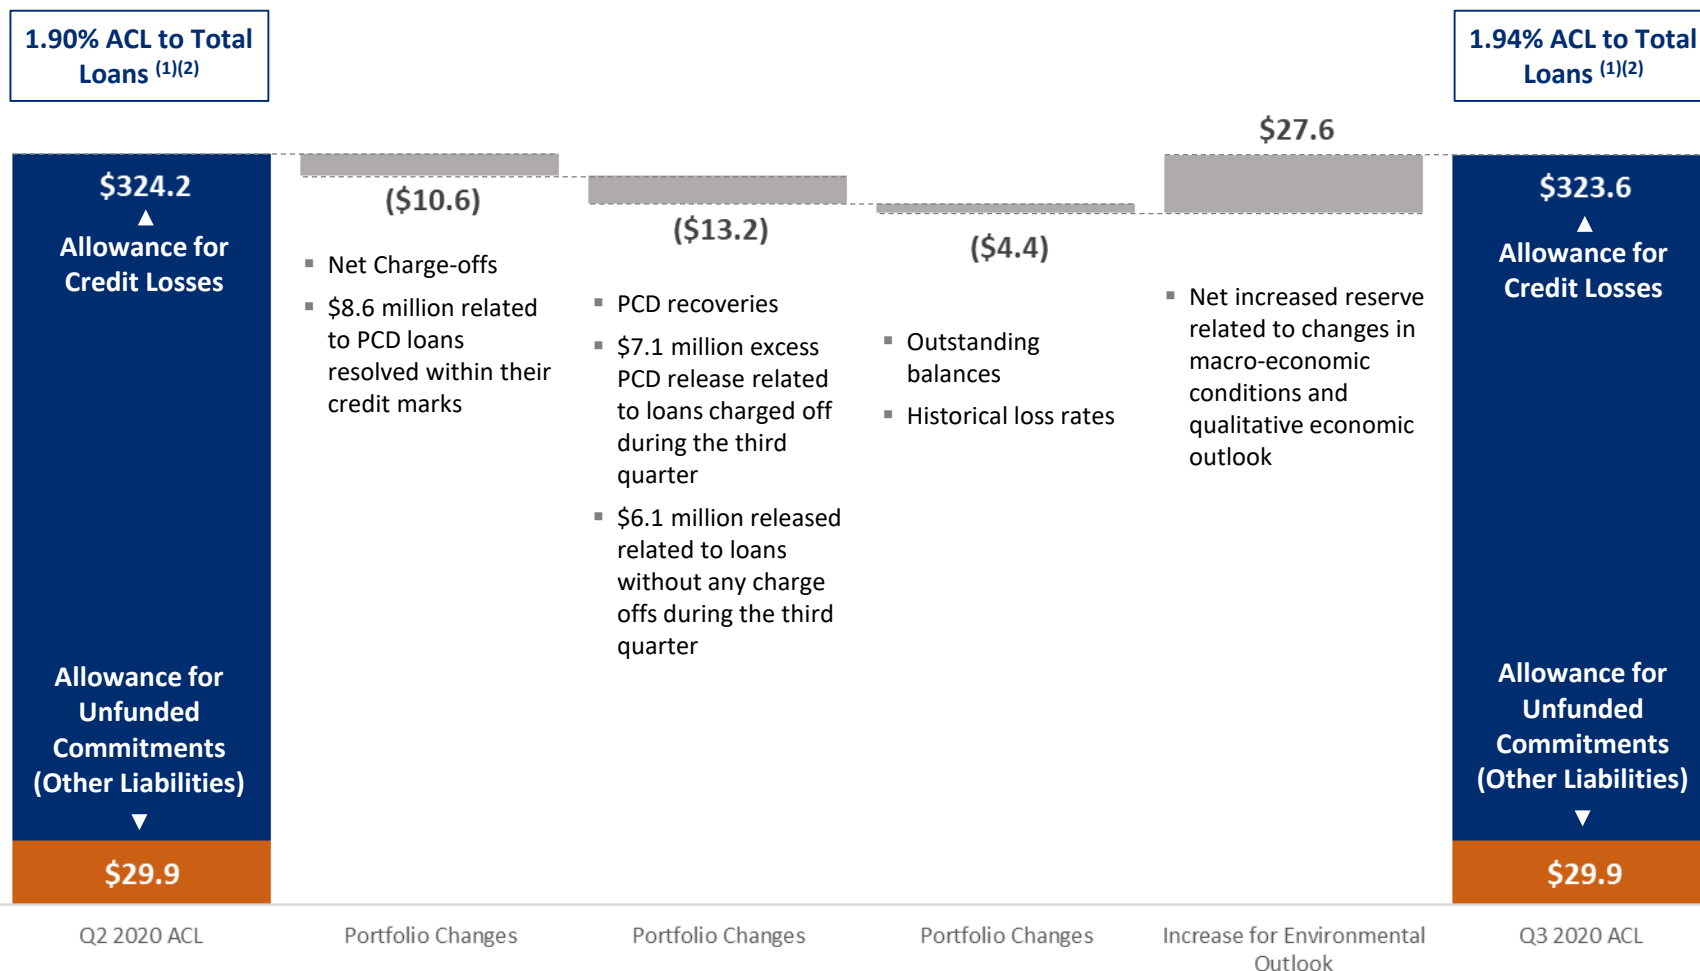 1.90% ACL to Total
Loans (1)(2)
1.94% ACL to Total
Loans (1)(2)
$324.2
▲
Allowance for
Credit Losses
Allowance for
Unfunded
Commitments
(Other Liabilities)
▼
$29.9
($10.6)
▪ Net Charge-offs
▪ $8.6 million related
to PCD loans
resolved within their
credit marks
($13.2)
▪ PCD recoveries
▪ $7.1 million excess
PCD release related
to loans charged off
during the third
quarter
▪ $6.1 million released
related to loans
without any charge
offs during the third
quarter
($4.4)
▪ Outstanding
balances
▪ Historical loss rates
$27.6
▪ Net increased reserve
related to changes in
macro-economic
conditions and
qualitative economic
outlook
$323.6
▲
Allowance for
Credit Losses
Allowance for
Unfunded
Commitments
(Other Liabilities)
▼
$29.9
Q2 2020 ACL
Portfolio Changes
Portfolio Changes
Portfolio Changes
Increase for Environmental
Outlook
Q3 2020 ACL